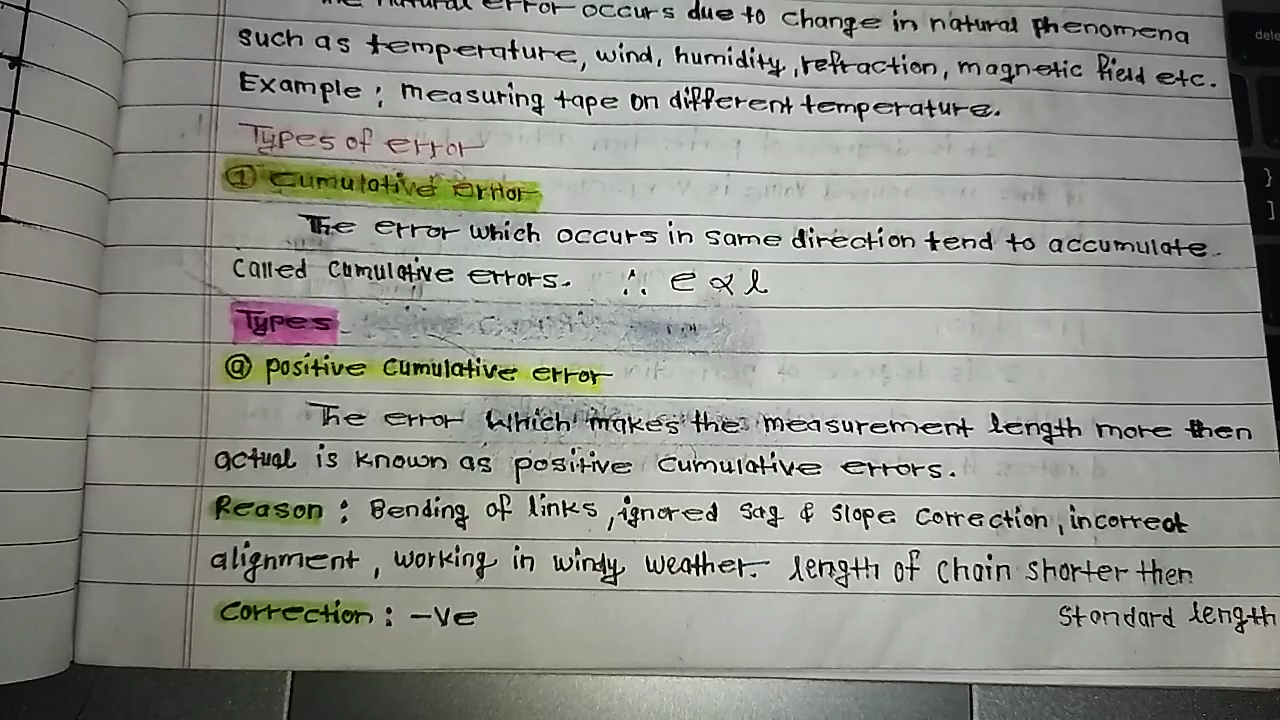 the natural error occurs due to change in natural phenomena
such as temperature, wind, humidity, refraction, magnetic field etc.
Example : measuring tape on different temperature.
Types of error
① Cumulative error
The error which occurs in same direction tend to accumulate.
Called cumulative errors. ∴ e ∝ l
Types
ⓐ positive cumulative error
The error which makes the measurement length more then
actual is known as positive cumulative errors.
Reason : Bending of links, ignored sag & slope correction, incorrect
alignment, working in windy weather. length of chain shorter then
standard length
Correction : -ve
dele
}
]